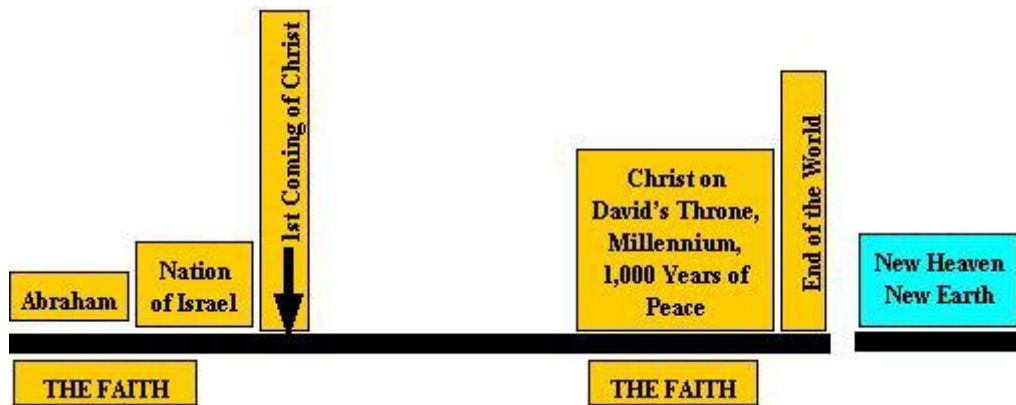 Abraham
Nation
of Israel
1st Coming of Christ
Christ on
David's Throne,
Millennium,
1,000 Years of
Peace
End of the World
New Heaven
New Earth
THE FAITH
THE FAITH